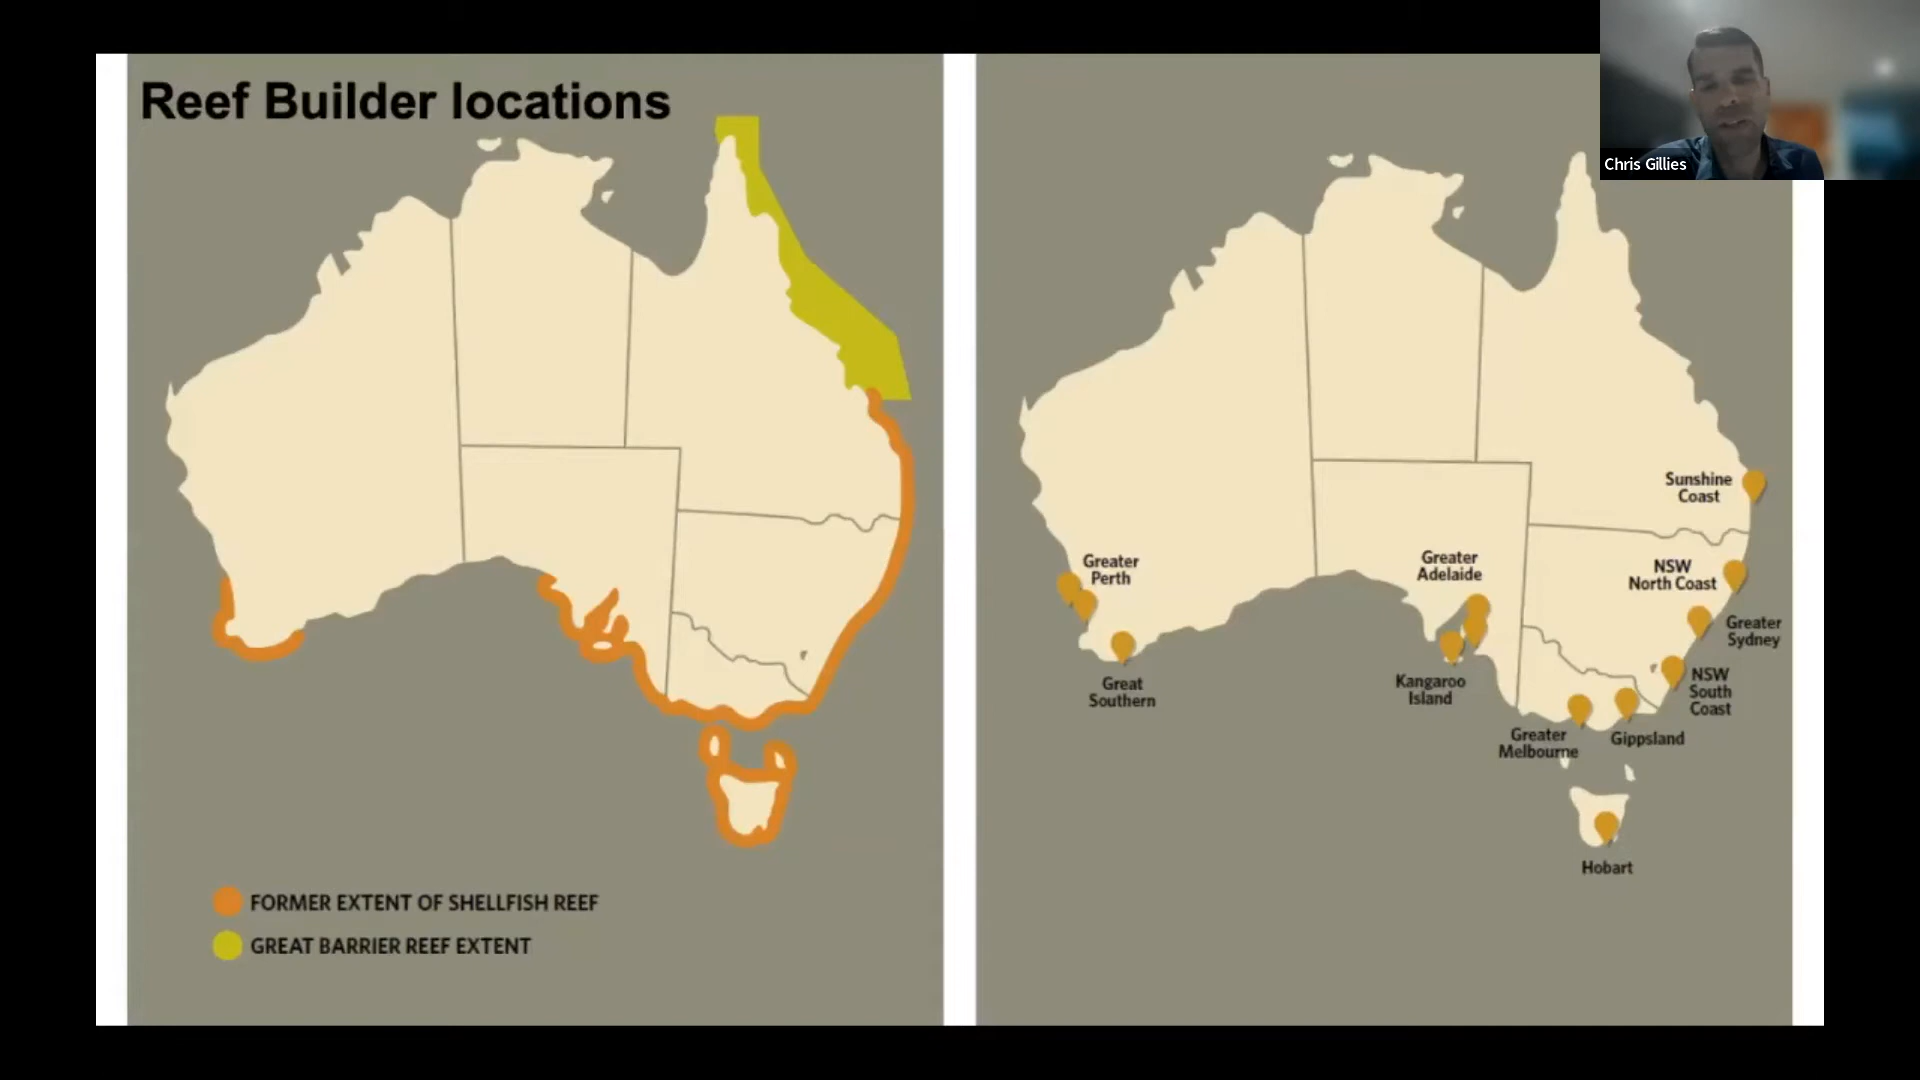 Reef Builder locations
Chris Gillies
FORMER EXTENT OF SHELLFISH REEF
GREAT BARRIER REEF EXTENT
Sunshine
Coast
Greater
Perth
Greater
Adelaide
NSW
North Coast
Greater
Sydney
Great
Southern
Kangaroo
Island
NSW
South
Coast
Greater
Melbourne
Gippsland
Hobart